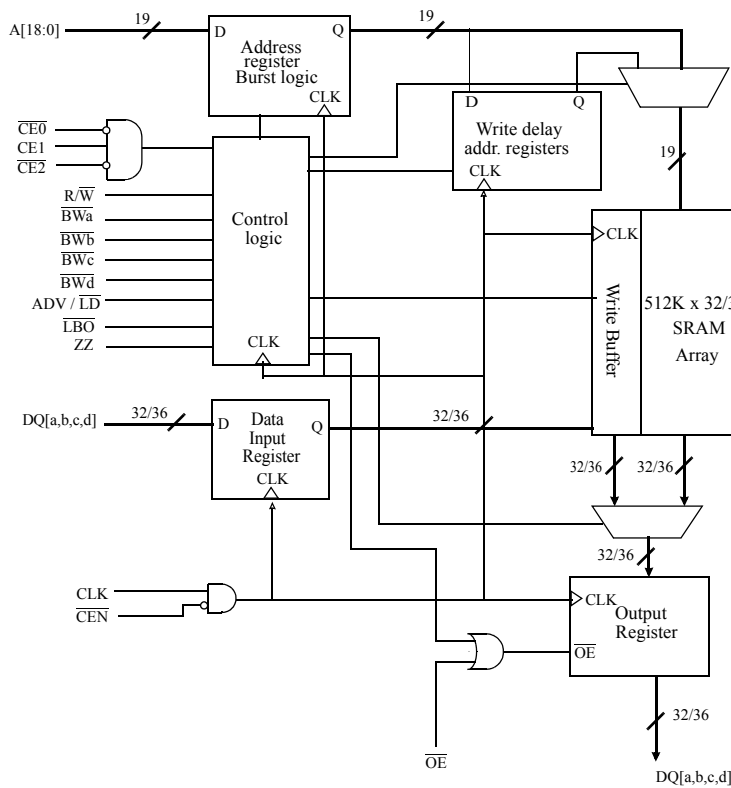 A[18:0]
19
D
Q
Address
register
Burst logic
CLK
19
D
Q
Write delay
addr. registers
CLK
19
CE0
CE1
CE2
R/W
BWa
BWb
BWc
BWd
ADV / LD
LBO
ZZ
Control
logic
CLK
CLK
Write Buffer
512K x 32/3
SRAM
Array
DQ[a,b,c,d]
32/36
D
Q
Data
Input
Register
CLK
32/36
32/36
32/36
32/36
CLK
CEN
CLK
Output
Register
OE
OE
32/36
DQ[a,b,c,d]